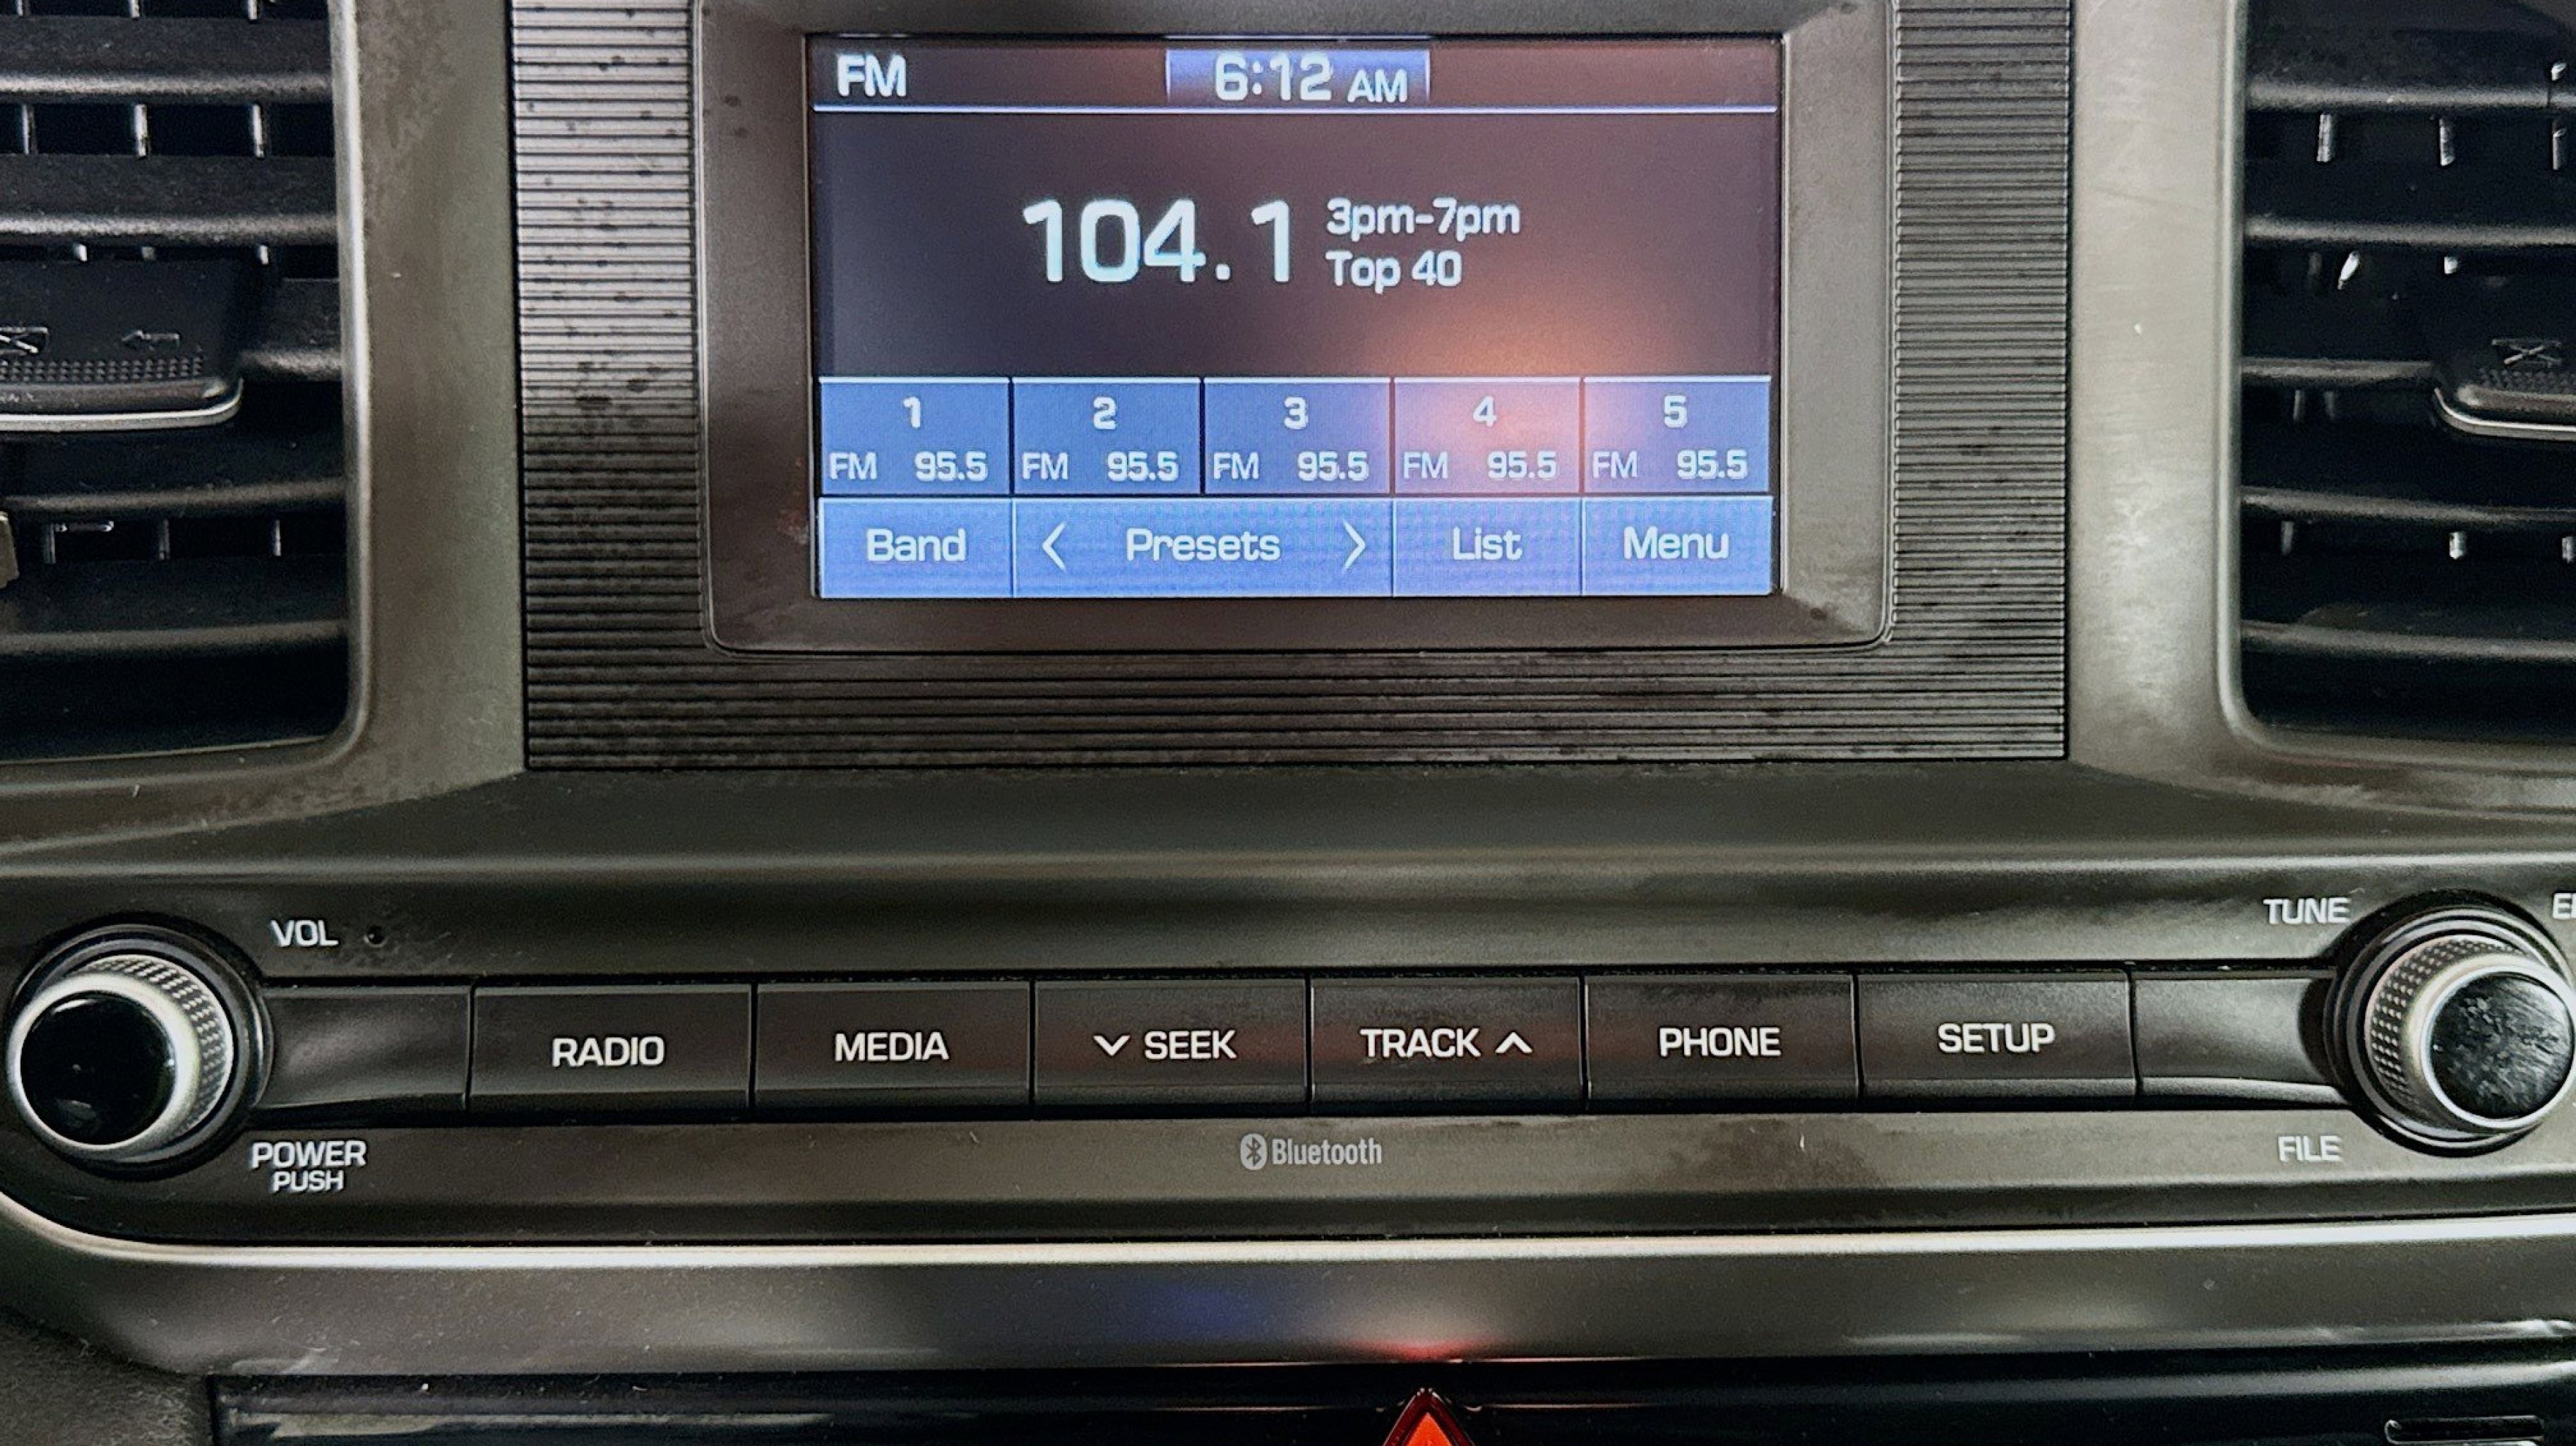 FM
6:12 AM
104.1
3pm-7pm
Top 40
1 2 3 4 5
FM 95.5 FM 95.5 FM 95.5 FM 95.5 FM 95.5
Band < Presets > List Menu
VOL
TUNE
RADIO MEDIA SEEK TRACK PHONE SETUP
POWER
PUSH
Bluetooth
FILE